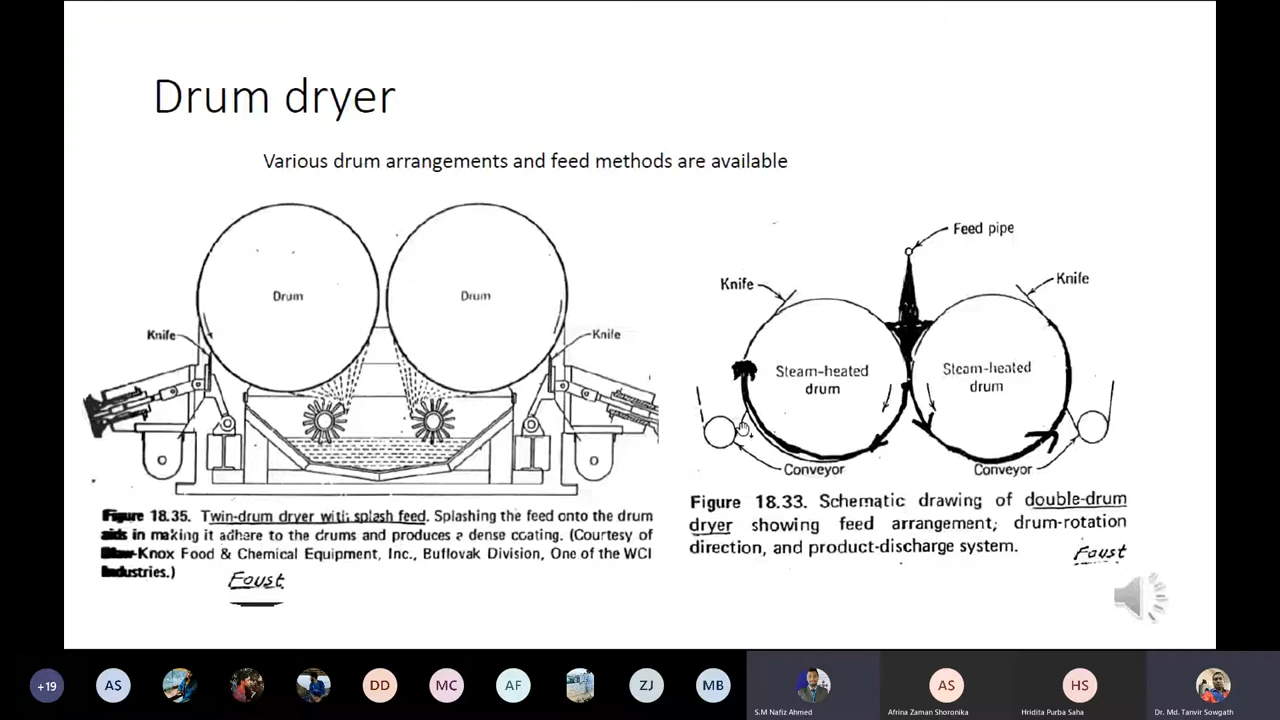 Drum dryer
Various drum arrangements and feed methods are available
Drum
Drum
Knife
Knife
Figure 18.35. Twin-drum dryer with splash feed. Splashing the feed onto the drum
aids in making it adhere to the drums and produces a dense coating. (Courtesy of
Blaw-Knox Food & Chemical Equipment, Inc., Buflovak Division, One of the WCI
Industries.)
Foust
Feed pipe
Knife
Knife
Steam-heated
drum
Steam-heated
drum
Conveyor
Conveyor
Figure 18.33. Schematic drawing of double-drum
dryer showing feed arrangement; drum-rotation
direction, and product-discharge system.
Foust
+19
AS
DD
MC
AF
ZJ
MB
S.M Nafiz Ahmed
AS
Afrina Zaman Shoronika
HS
Hridita Purba Saha
Dr. Md. Tanvir Sowgath